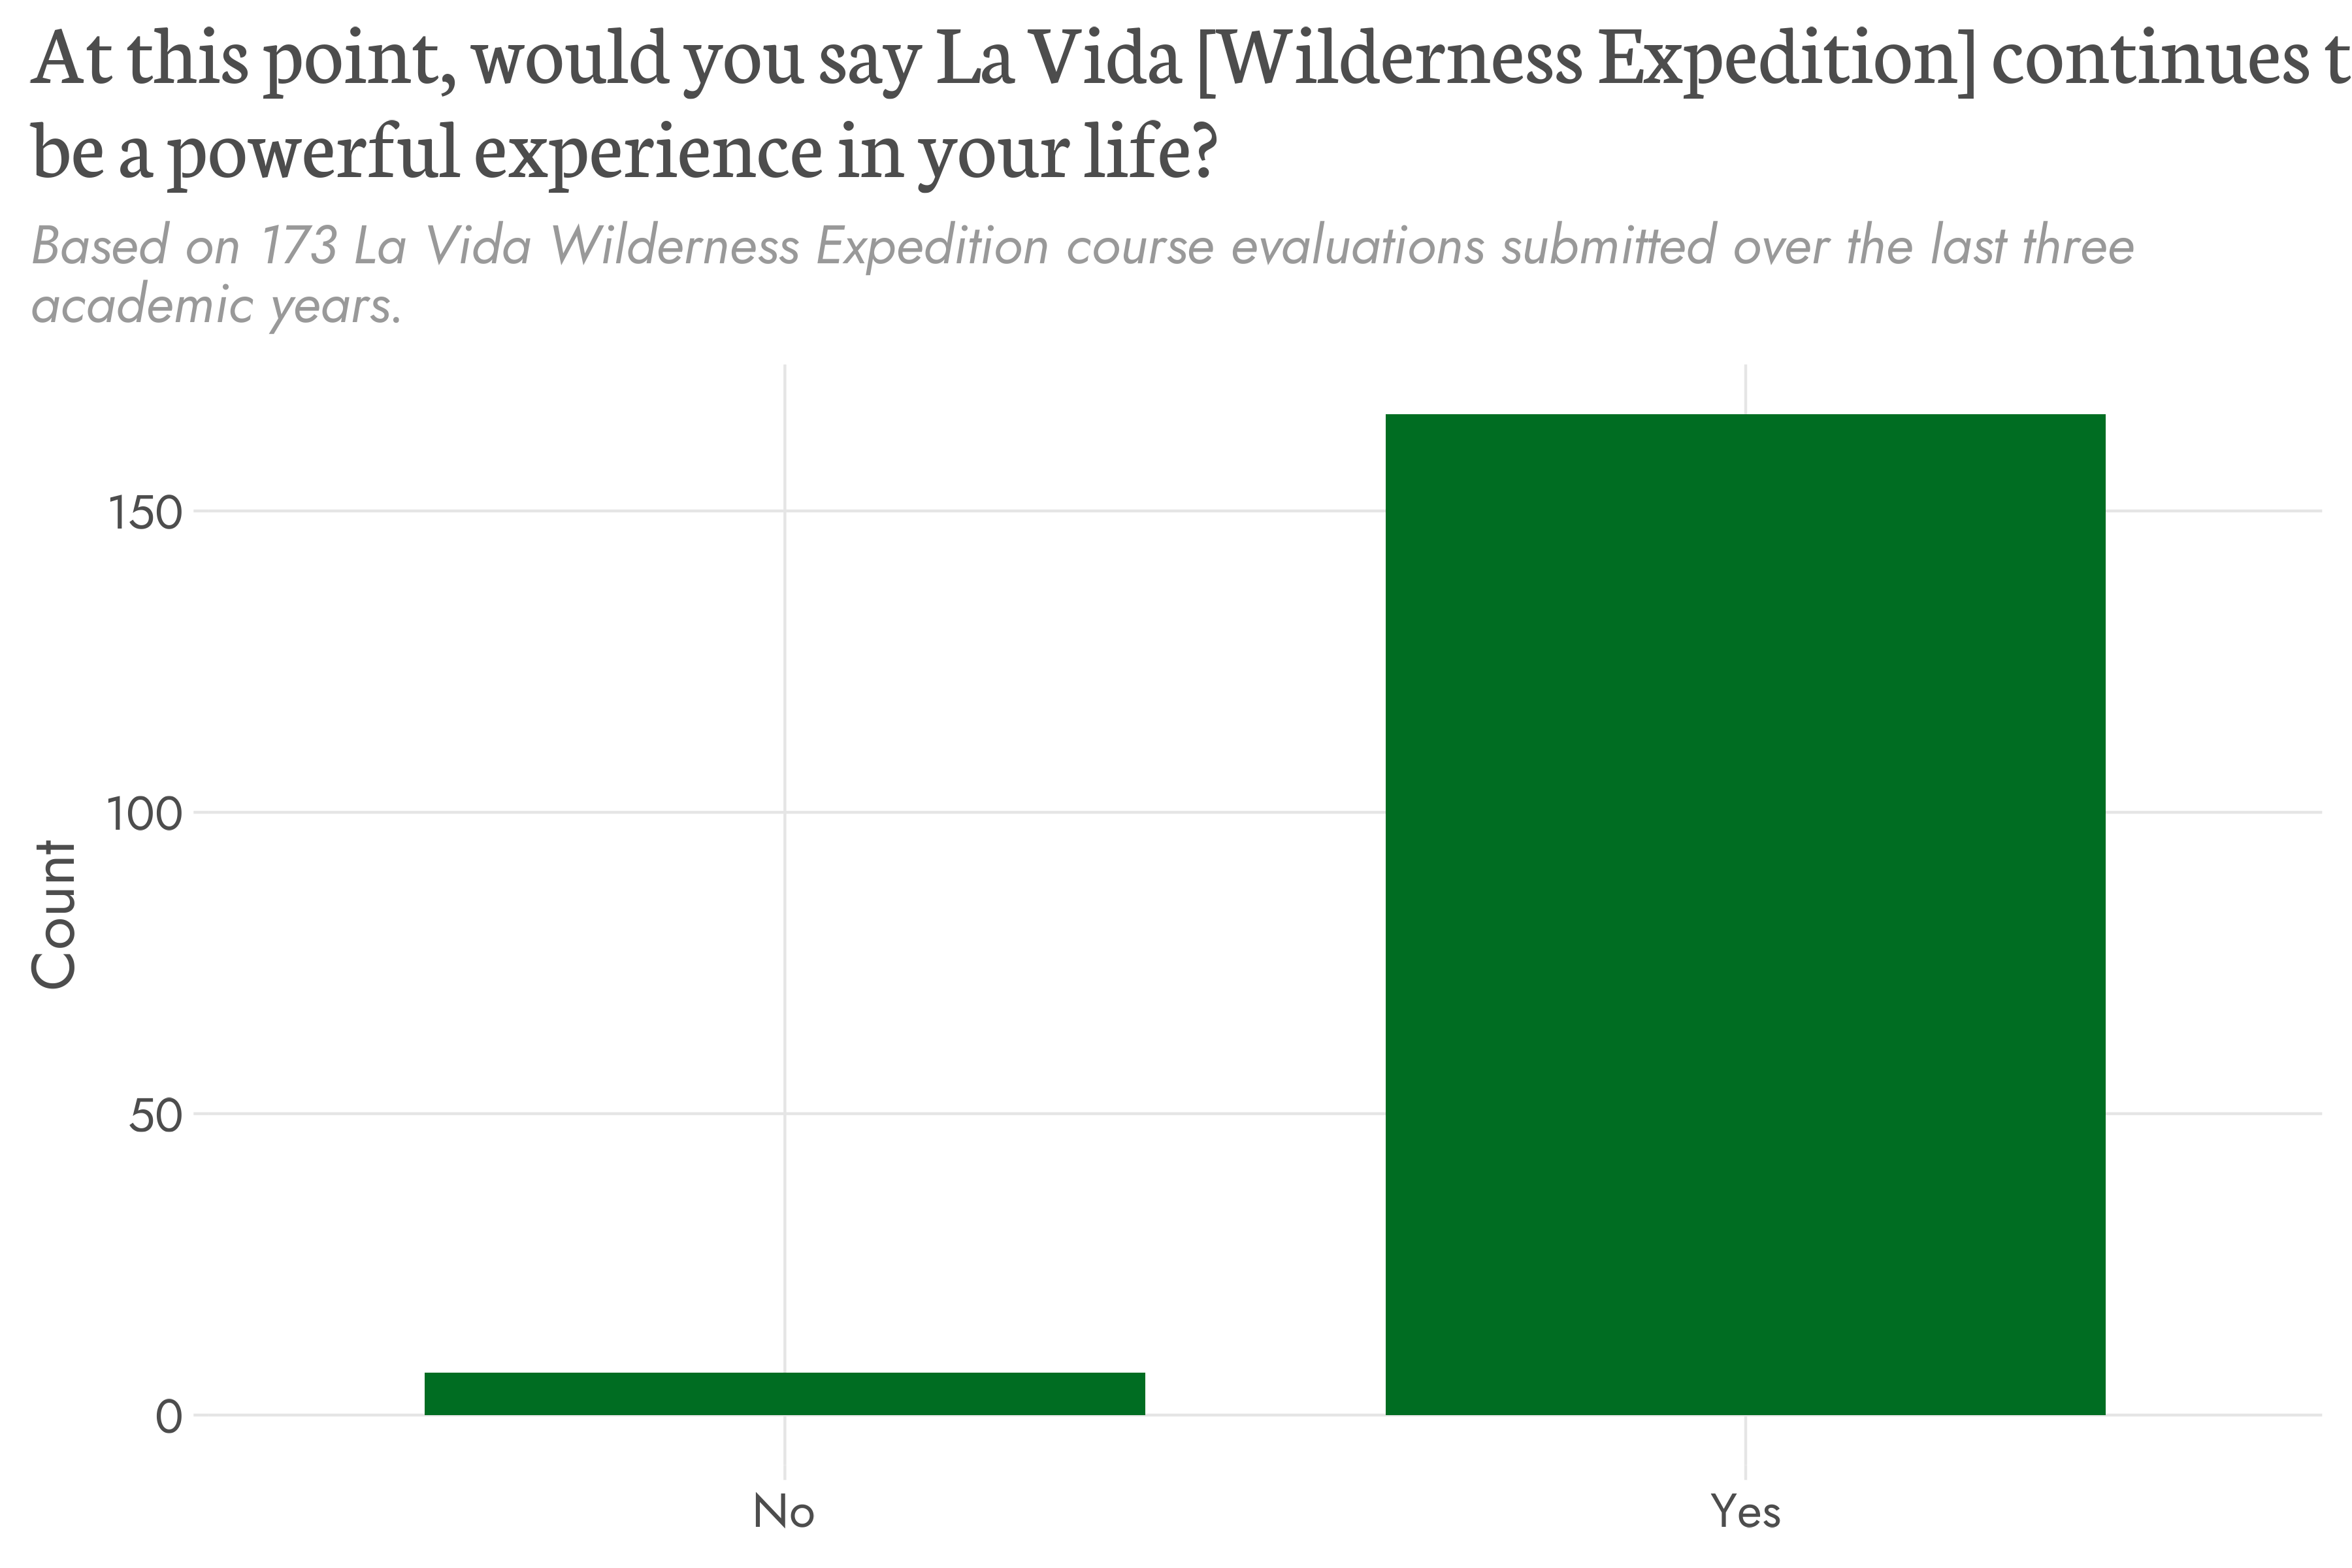 At this point, would you say La Vida [Wilderness Expedition] continues t
be a powerful experience in your life?
Based on 173 La Vida Wilderness Expedition course evaluations submitted over the last three
academic years.
150
100
50
0
Count
No
Yes